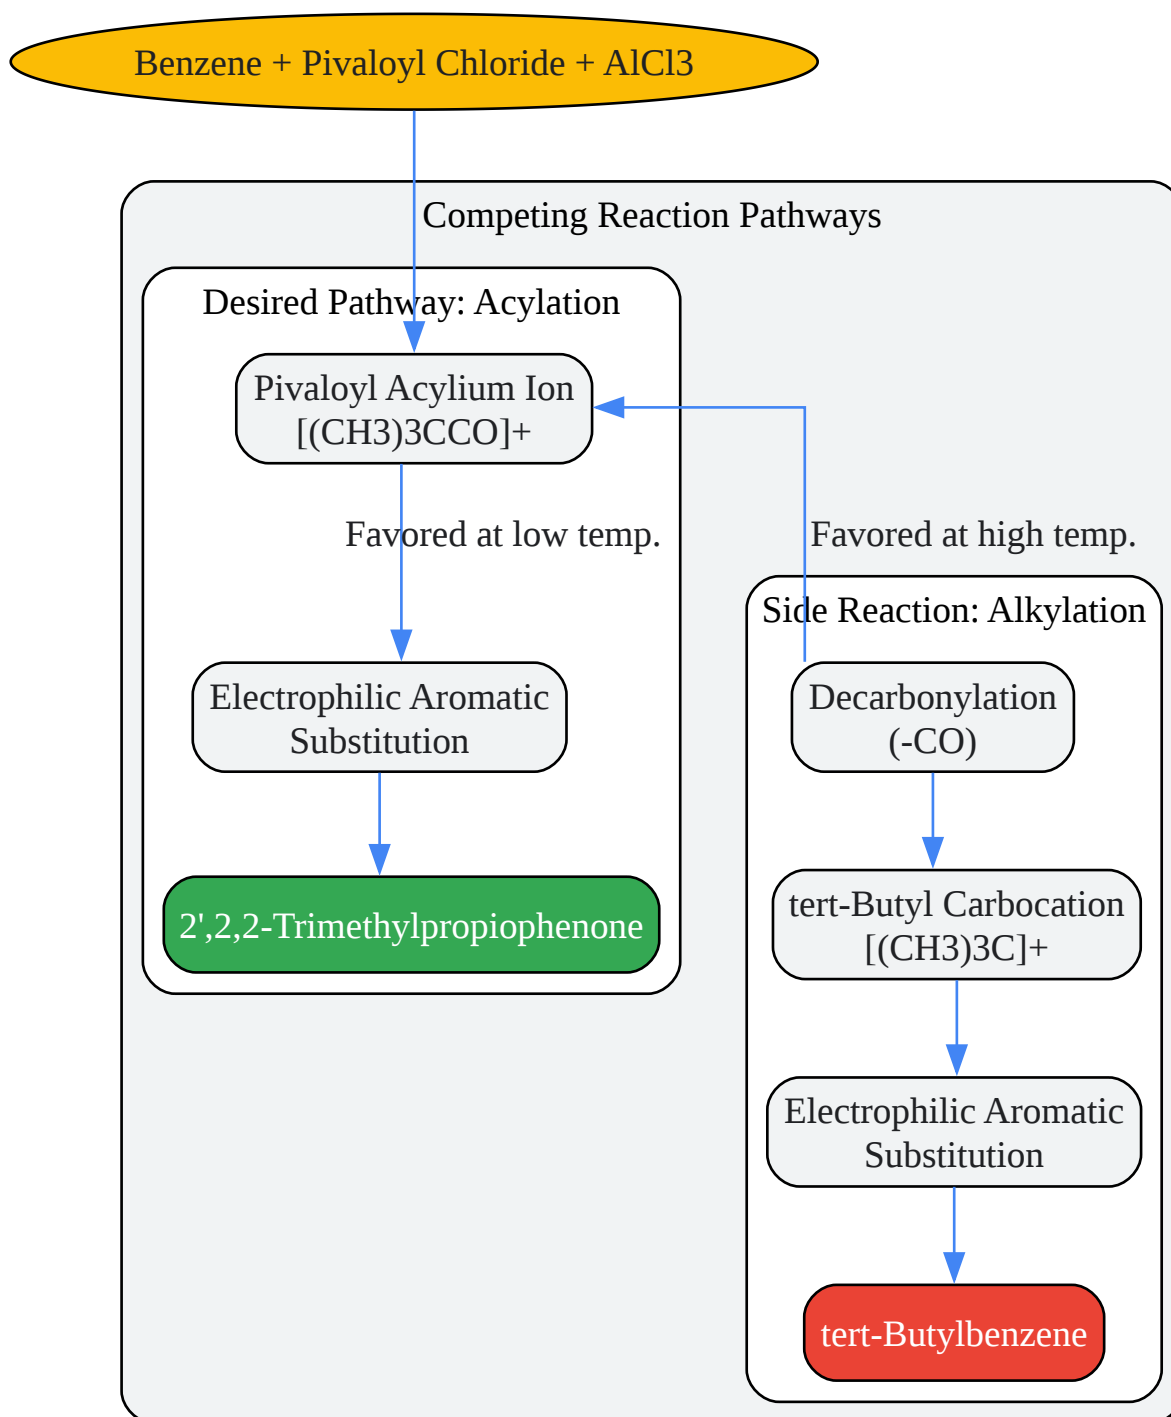 Benzene + Pivaloyl Chloride + AlCl3
Competing Reaction Pathways
Desired Pathway: Acylation
Pivaloyl Acylium Ion
[(CH3)3CCO]+
Favored at low temp.
Favored at high temp.
Side Reaction: Alkylation
Electrophilic Aromatic
Substitution
Decarbonylation
(-CO)
2',2,2-Trimethylpropiophenone
tert-Butyl Carbocation
[(CH3)3C]+
Electrophilic Aromatic
Substitution
tert-Butylbenzene